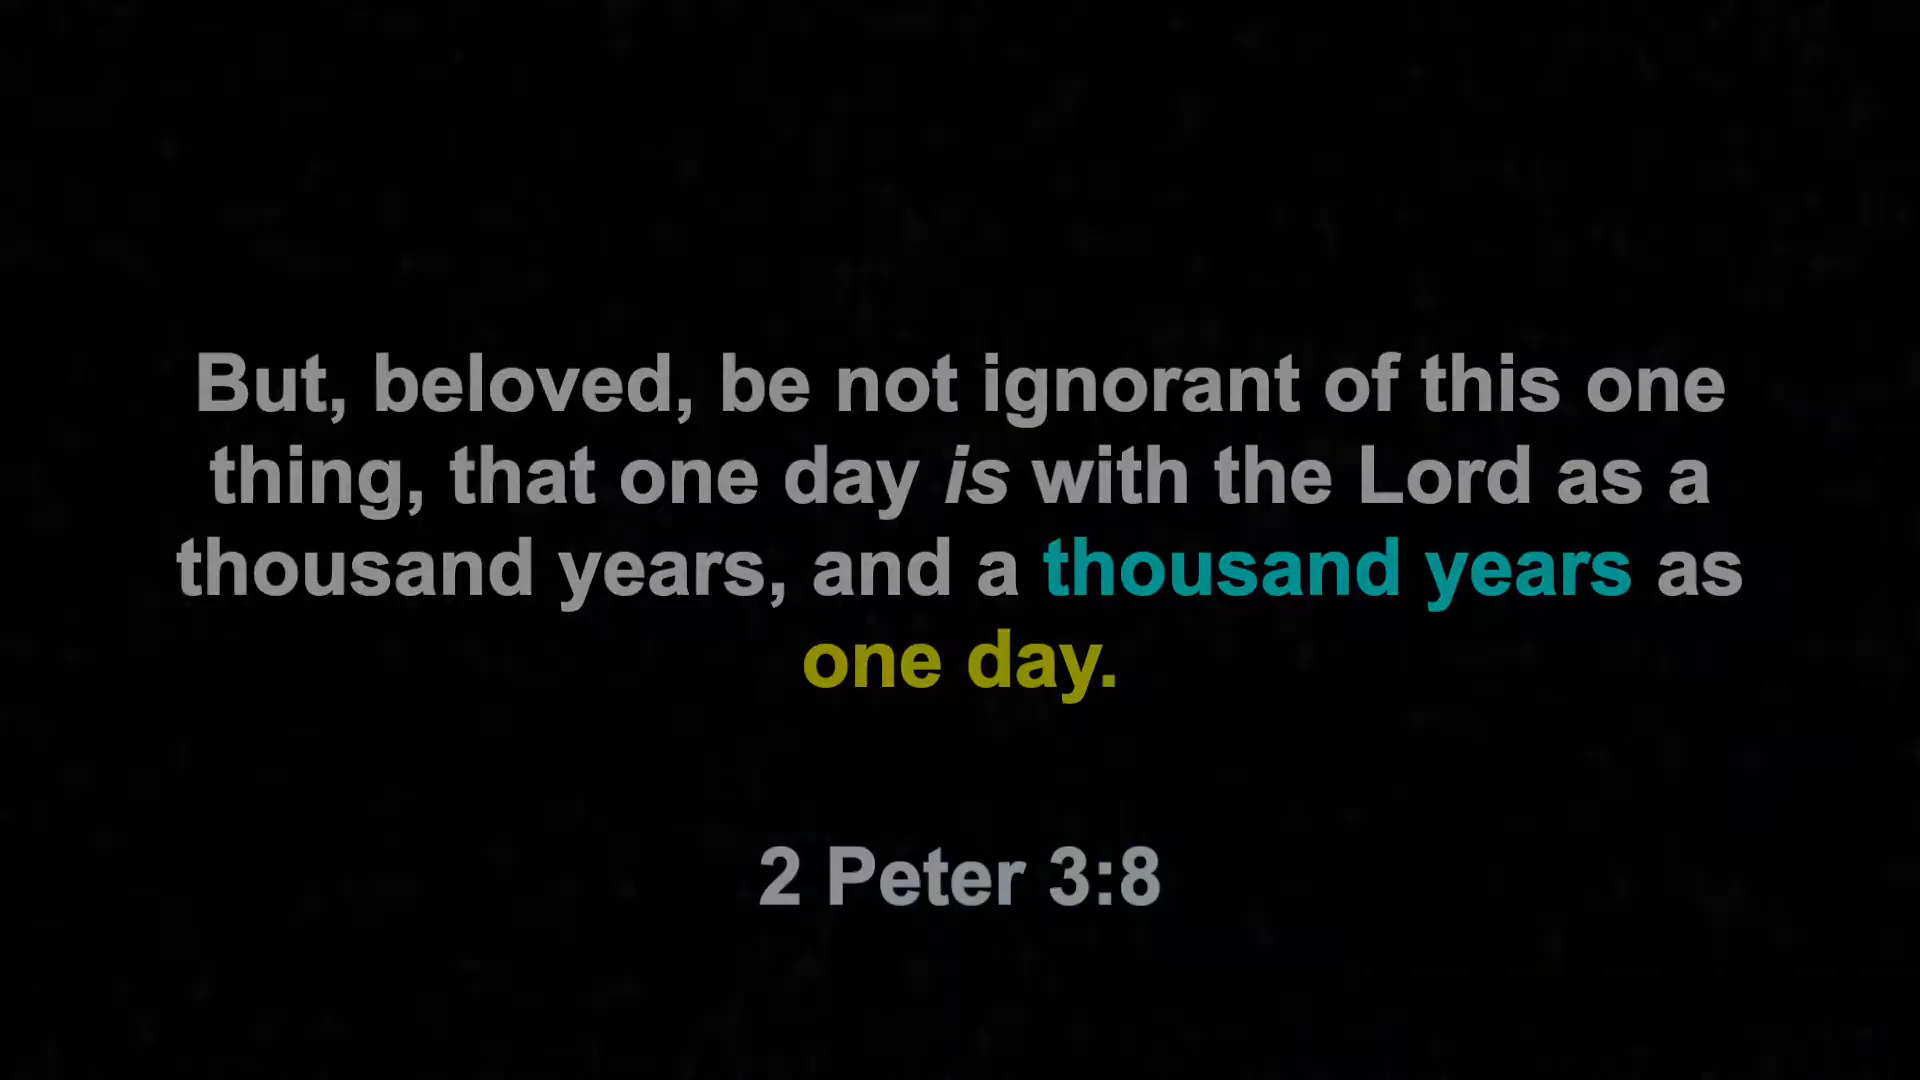 But, beloved, be not ignorant of this one
thing, that one day is with the Lord as a
thousand years, and a thousand years as
one day.
2 Peter 3:8